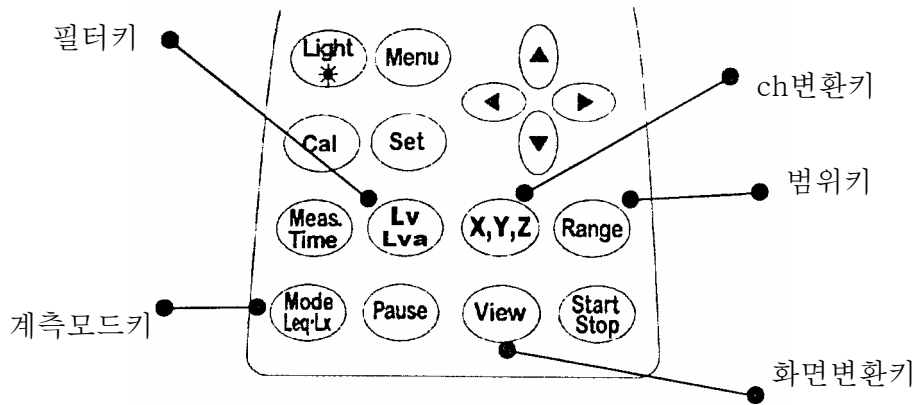 필터키
Light
Menu
ch변환키
Cal
Set
범위키
Meas.
Time
Lv
Lva
X,Y,Z
Range
계측모드키
Mode
Leq·Lx
Pause
View
Start
Stop
화면변환키